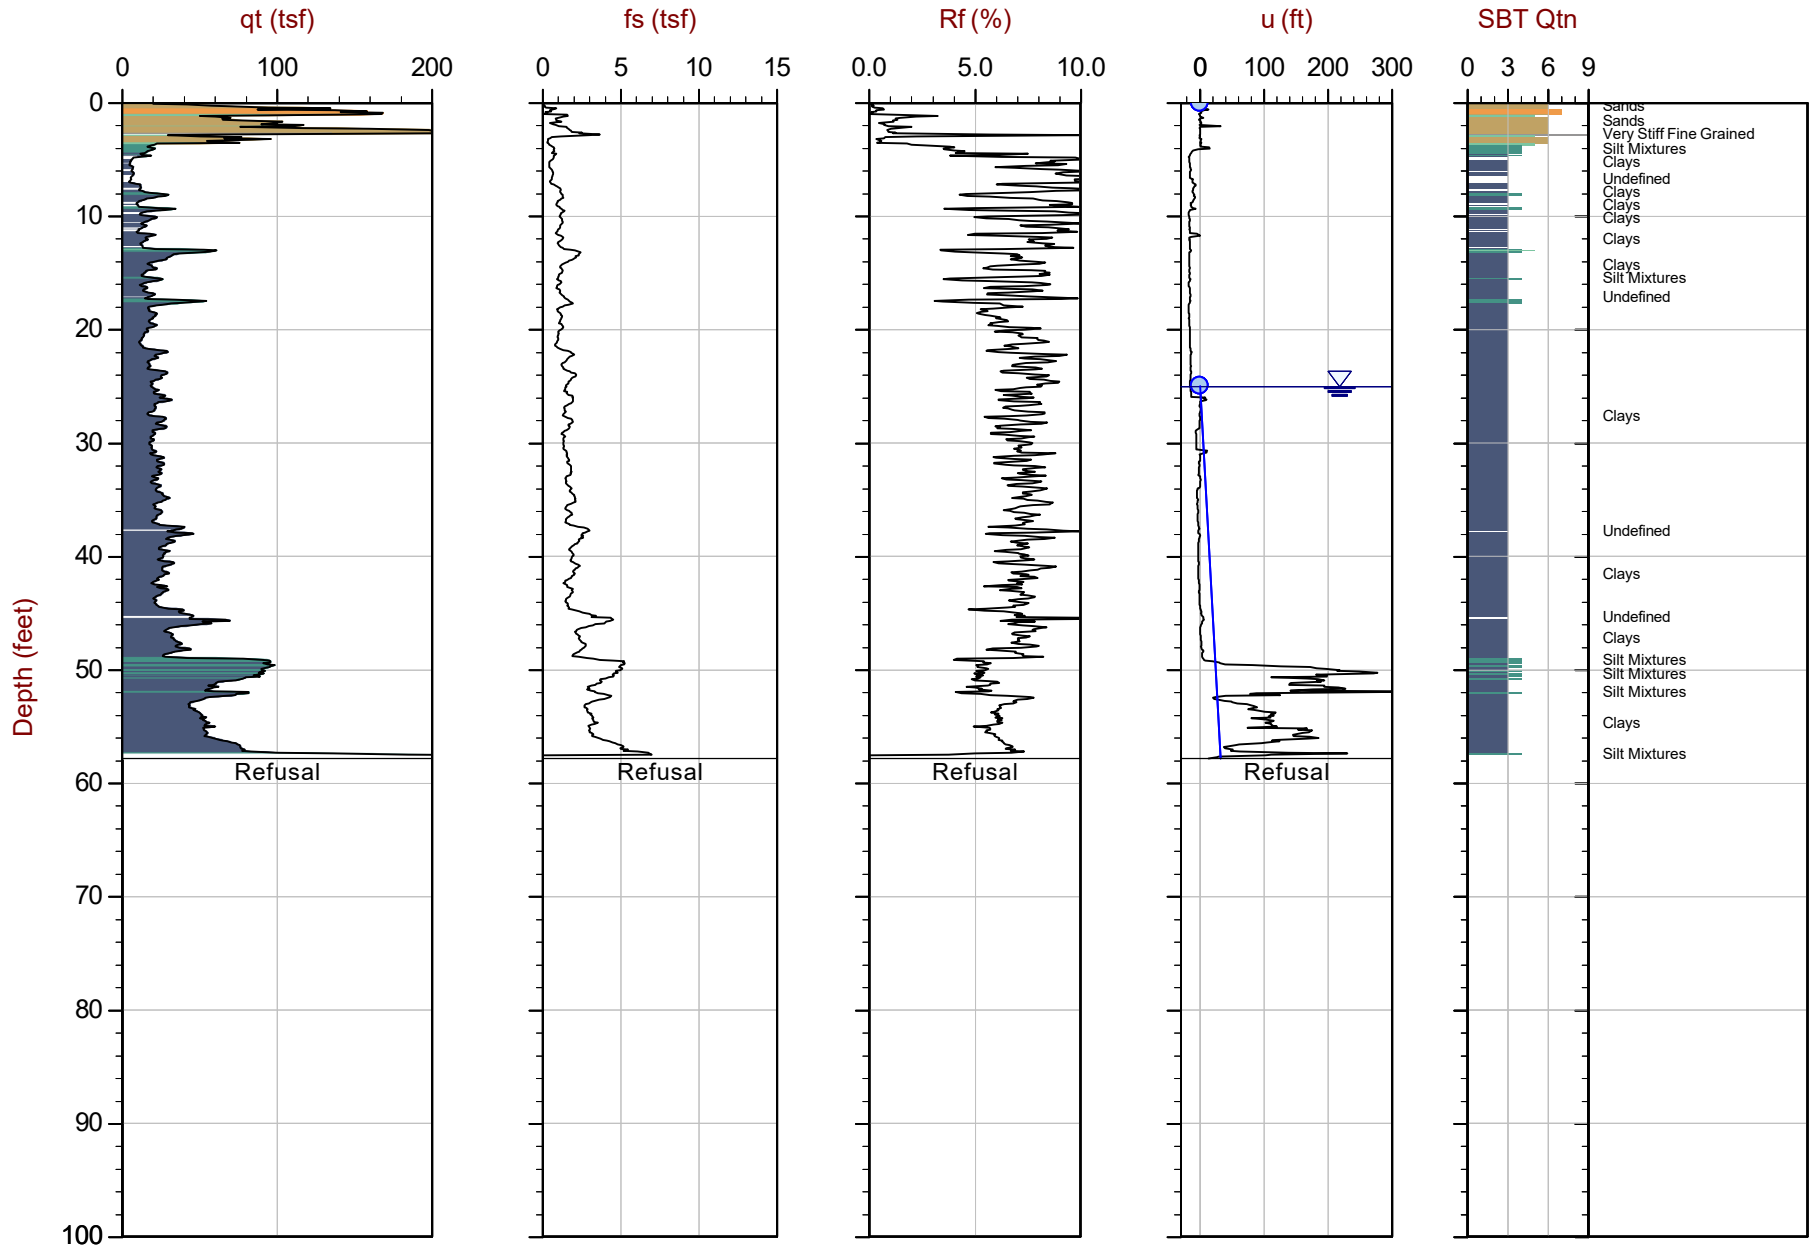 qt (tsf) fs (tsf) Rf (%) u (ft) SBT Qtn
0 100 200 0 5 10 15 0.0 5.0 10.0 0 100 200 300 0 3 6 9
0
10
20
30
40
50
60
70
80
90
100
Depth (feet)
Sands
Sands
Very Stiff Fine Grained
Silt Mixtures
Clays
Undefined
Clays
Clays
Clays
Clays
Clays
Silt Mixtures
Undefined
Clays
Undefined
Clays
Undefined
Clays
Silt Mixtures
Silt Mixtures
Silt Mixtures
Clays
Silt Mixtures
Refusal Refusal Refusal Refusal